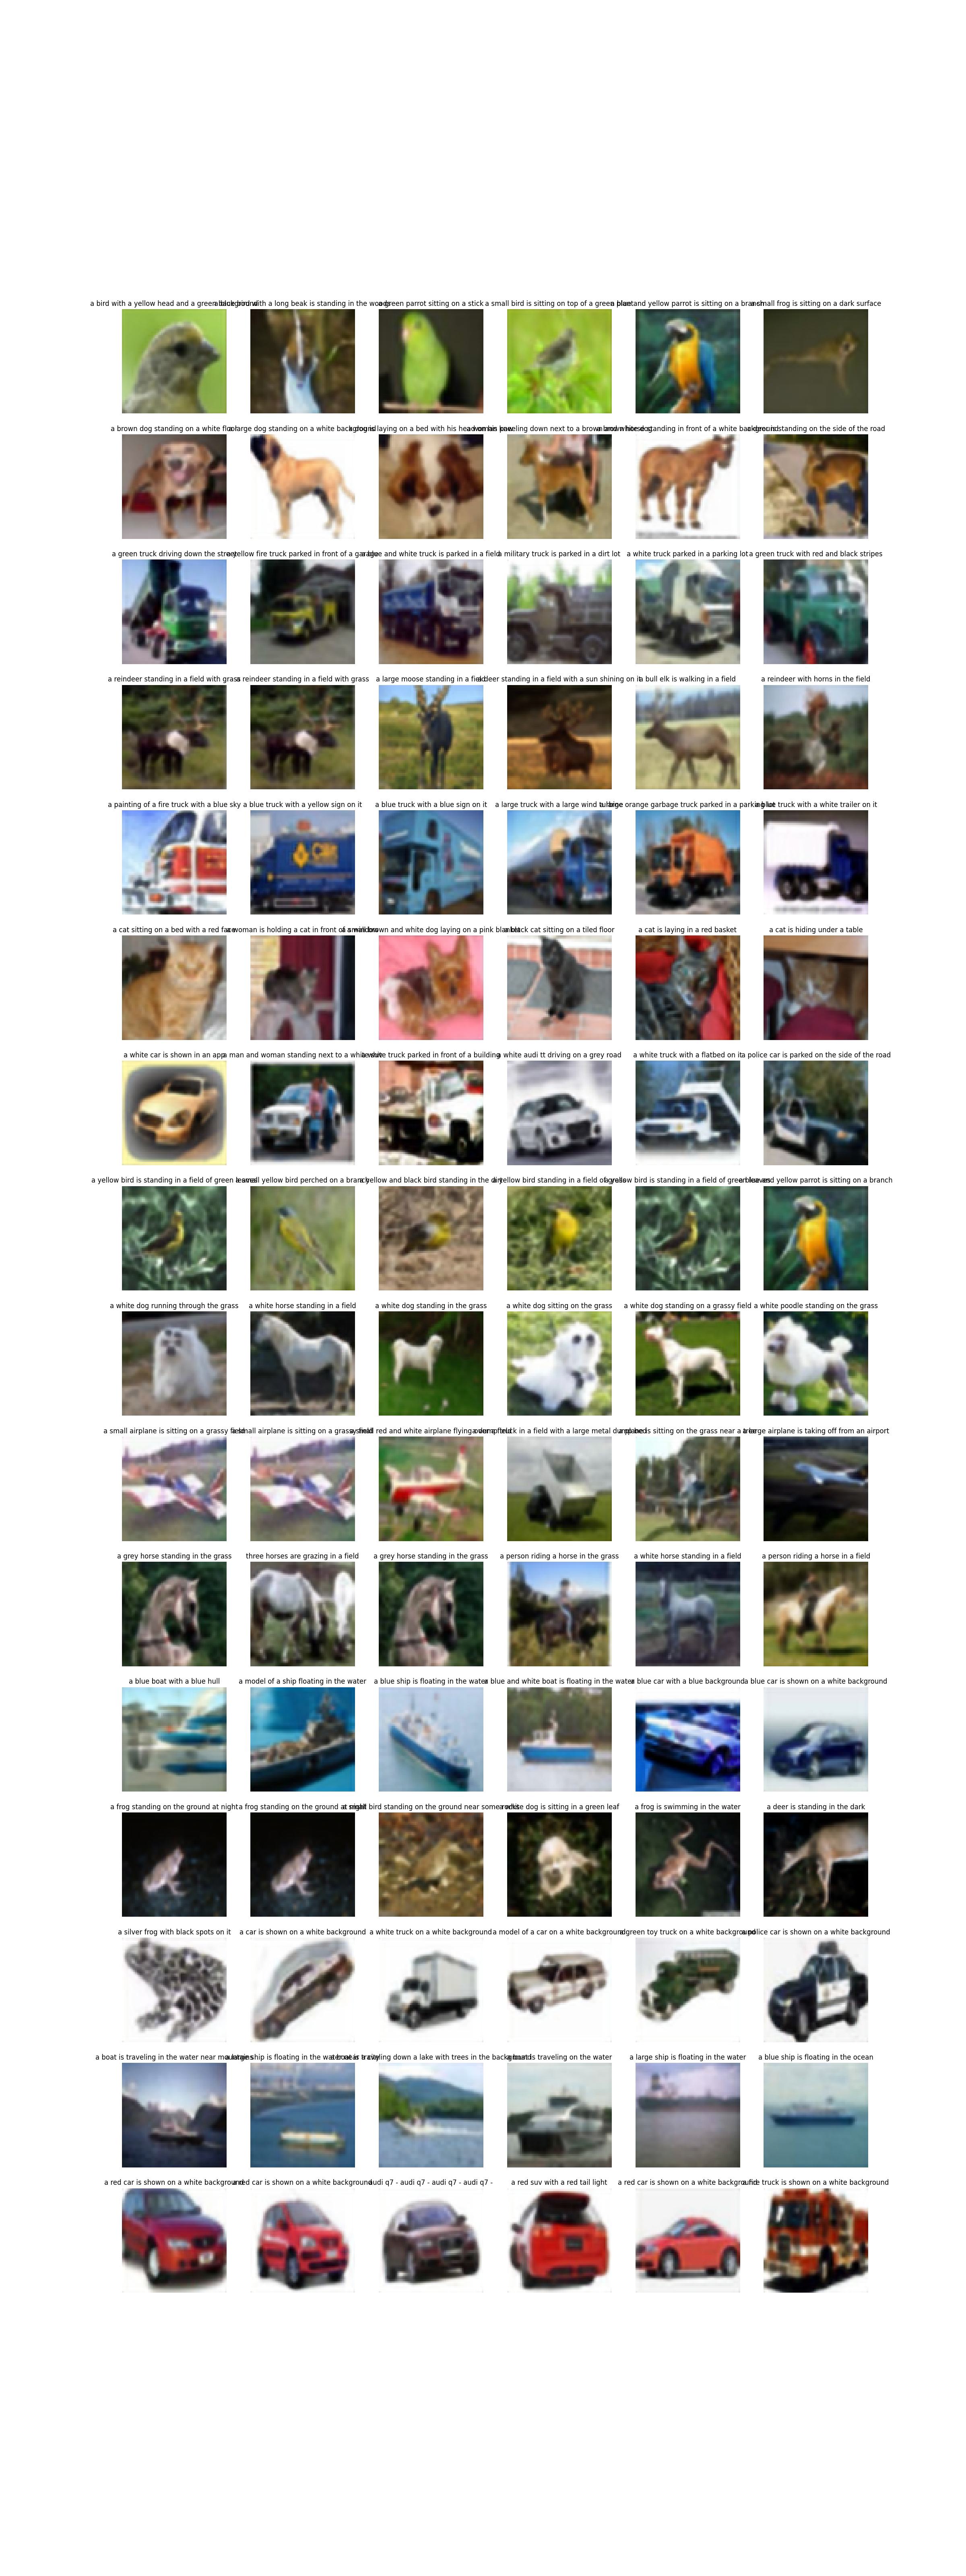 a bird with a yellow head and a green background
a bird with a long beak is standing in the woods
a green parrot sitting on a stick
a small bird is sitting on top of a green plant
and yellow parrot is sitting on a branch
small frog is sitting on a dark surface
a brown dog standing on a white floor
a large dog standing on a white background
a dog is laying on a bed with his head on his paw
a woman is kneeling down next to a brown and white dog
a brown horse standing in front of a white background
a deer is standing on the side of the road
a green truck driving down the street
a yellow fire truck parked in front of a garage
a blue and white truck is parked in a field
a military truck is parked in a dirt lot
a white truck parked in a parking lot
a green truck with red and black stripes
a reindeer standing in a field with grass
a reindeer standing in a field with grass
a large moose standing in a field
a deer standing in a field with a sun shining on it
a bull elk is walking in a field
a reindeer with horns in the field
a painting of a fire truck with a blue sky
a blue truck with a yellow sign on it
a blue truck with a blue sign on it
a large truck with a large wind turbine
a large orange garbage truck parked in a parking lot
a blue truck with a white trailer on it
a cat sitting on a bed with a red face
a woman is holding a cat in front of a window
a small brown and white dog laying on a pink blanket
a black cat sitting on a tiled floor
a cat is laying in a red basket
a cat is hiding under a table
a white car is shown in an app
a man and woman standing next to a white
a white truck parked in front of a building
a white audi tt driving on a grey road
a white truck with a flatbed on it
a police car is parked on the side of the road
a yellow bird is standing in a field of green leaves
a small yellow bird perched on a branch
a yellow and black bird standing in the dirt
a yellow bird standing in a field of grass
a yellow bird is standing in a field of green leaves
a blue and yellow parrot is sitting on a branch
a white dog running through the grass
a white horse standing in a field
a white dog standing in the grass
a white dog sitting on the grass
a white dog standing on a grassy field
a white poodle standing on the grass
a small airplane is sitting on a grassy field
a small airplane is sitting on a grassy field
a small red and white airplane flying over a field
a dump truck in a field with a large metal dump bed
a plane is sitting on the grass near a tree
a large airplane is taking off from an airport
a grey horse standing in the grass
three horses are grazing in a field
a grey horse standing in the grass
a person riding a horse in the grass
a white horse standing in a field
a person riding a horse in a field
a blue boat with a blue hull
a model of a ship floating in the water
a blue ship is floating in the water
a blue and white boat is floating in the water
a blue car with a blue background
a blue car is shown on a white background
a frog standing on the ground at night
a frog standing on the ground at night
a small bird standing on the ground near some rocks
a white dog is sitting in a green leaf
a frog is swimming in the water
a deer is standing in the dark
a silver frog with black spots on it
a car is shown on a white background
a white truck on a white background
a model of a car on a white background
a green toy truck on a white background
a police car is shown on a white background
a boat is traveling in the water near mountains
a large ship is floating in the water near a city
a boat is traveling down a lake with trees in the background
a boat is traveling on the water
a large ship is floating in the water
a blue ship is floating in the ocean
a red car is shown on a white background
a red car is shown on a white background
audi q7 - audi q7 - audi q7 - audi q7 -
a red suv with a red tail light
a red car is shown on a white background
a fire truck is shown on a white background